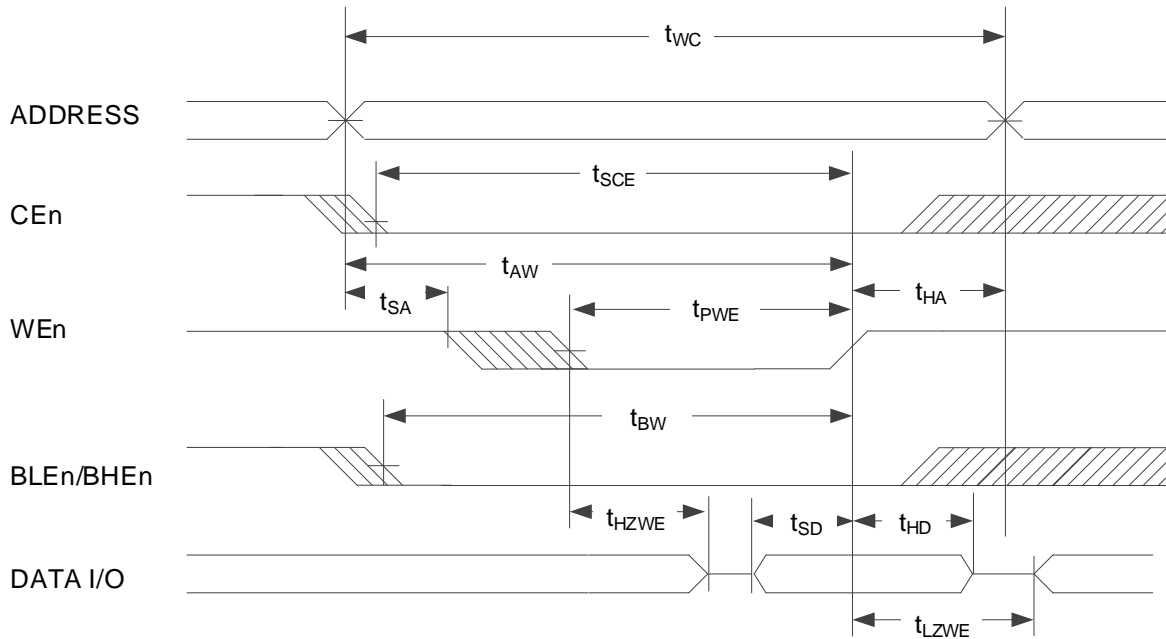 tWC
ADDRESS
tSCE
CEn
tAW
tSA
tHA
tPWE
WEn
tBW
BLEn/BHEn
tHZWE
tSD
tHD
DATA I/O
tLZWE